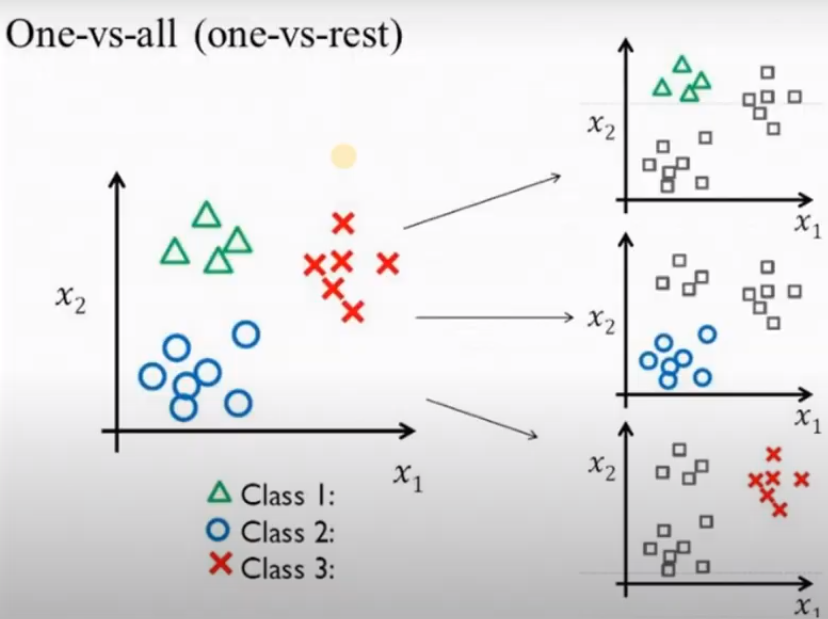 One-vs-all (one-vs-rest)
x₂
x₁
Class 1:
Class 2:
Class 3:
x₂
x₁
x₂
x₁
x₂
x₁